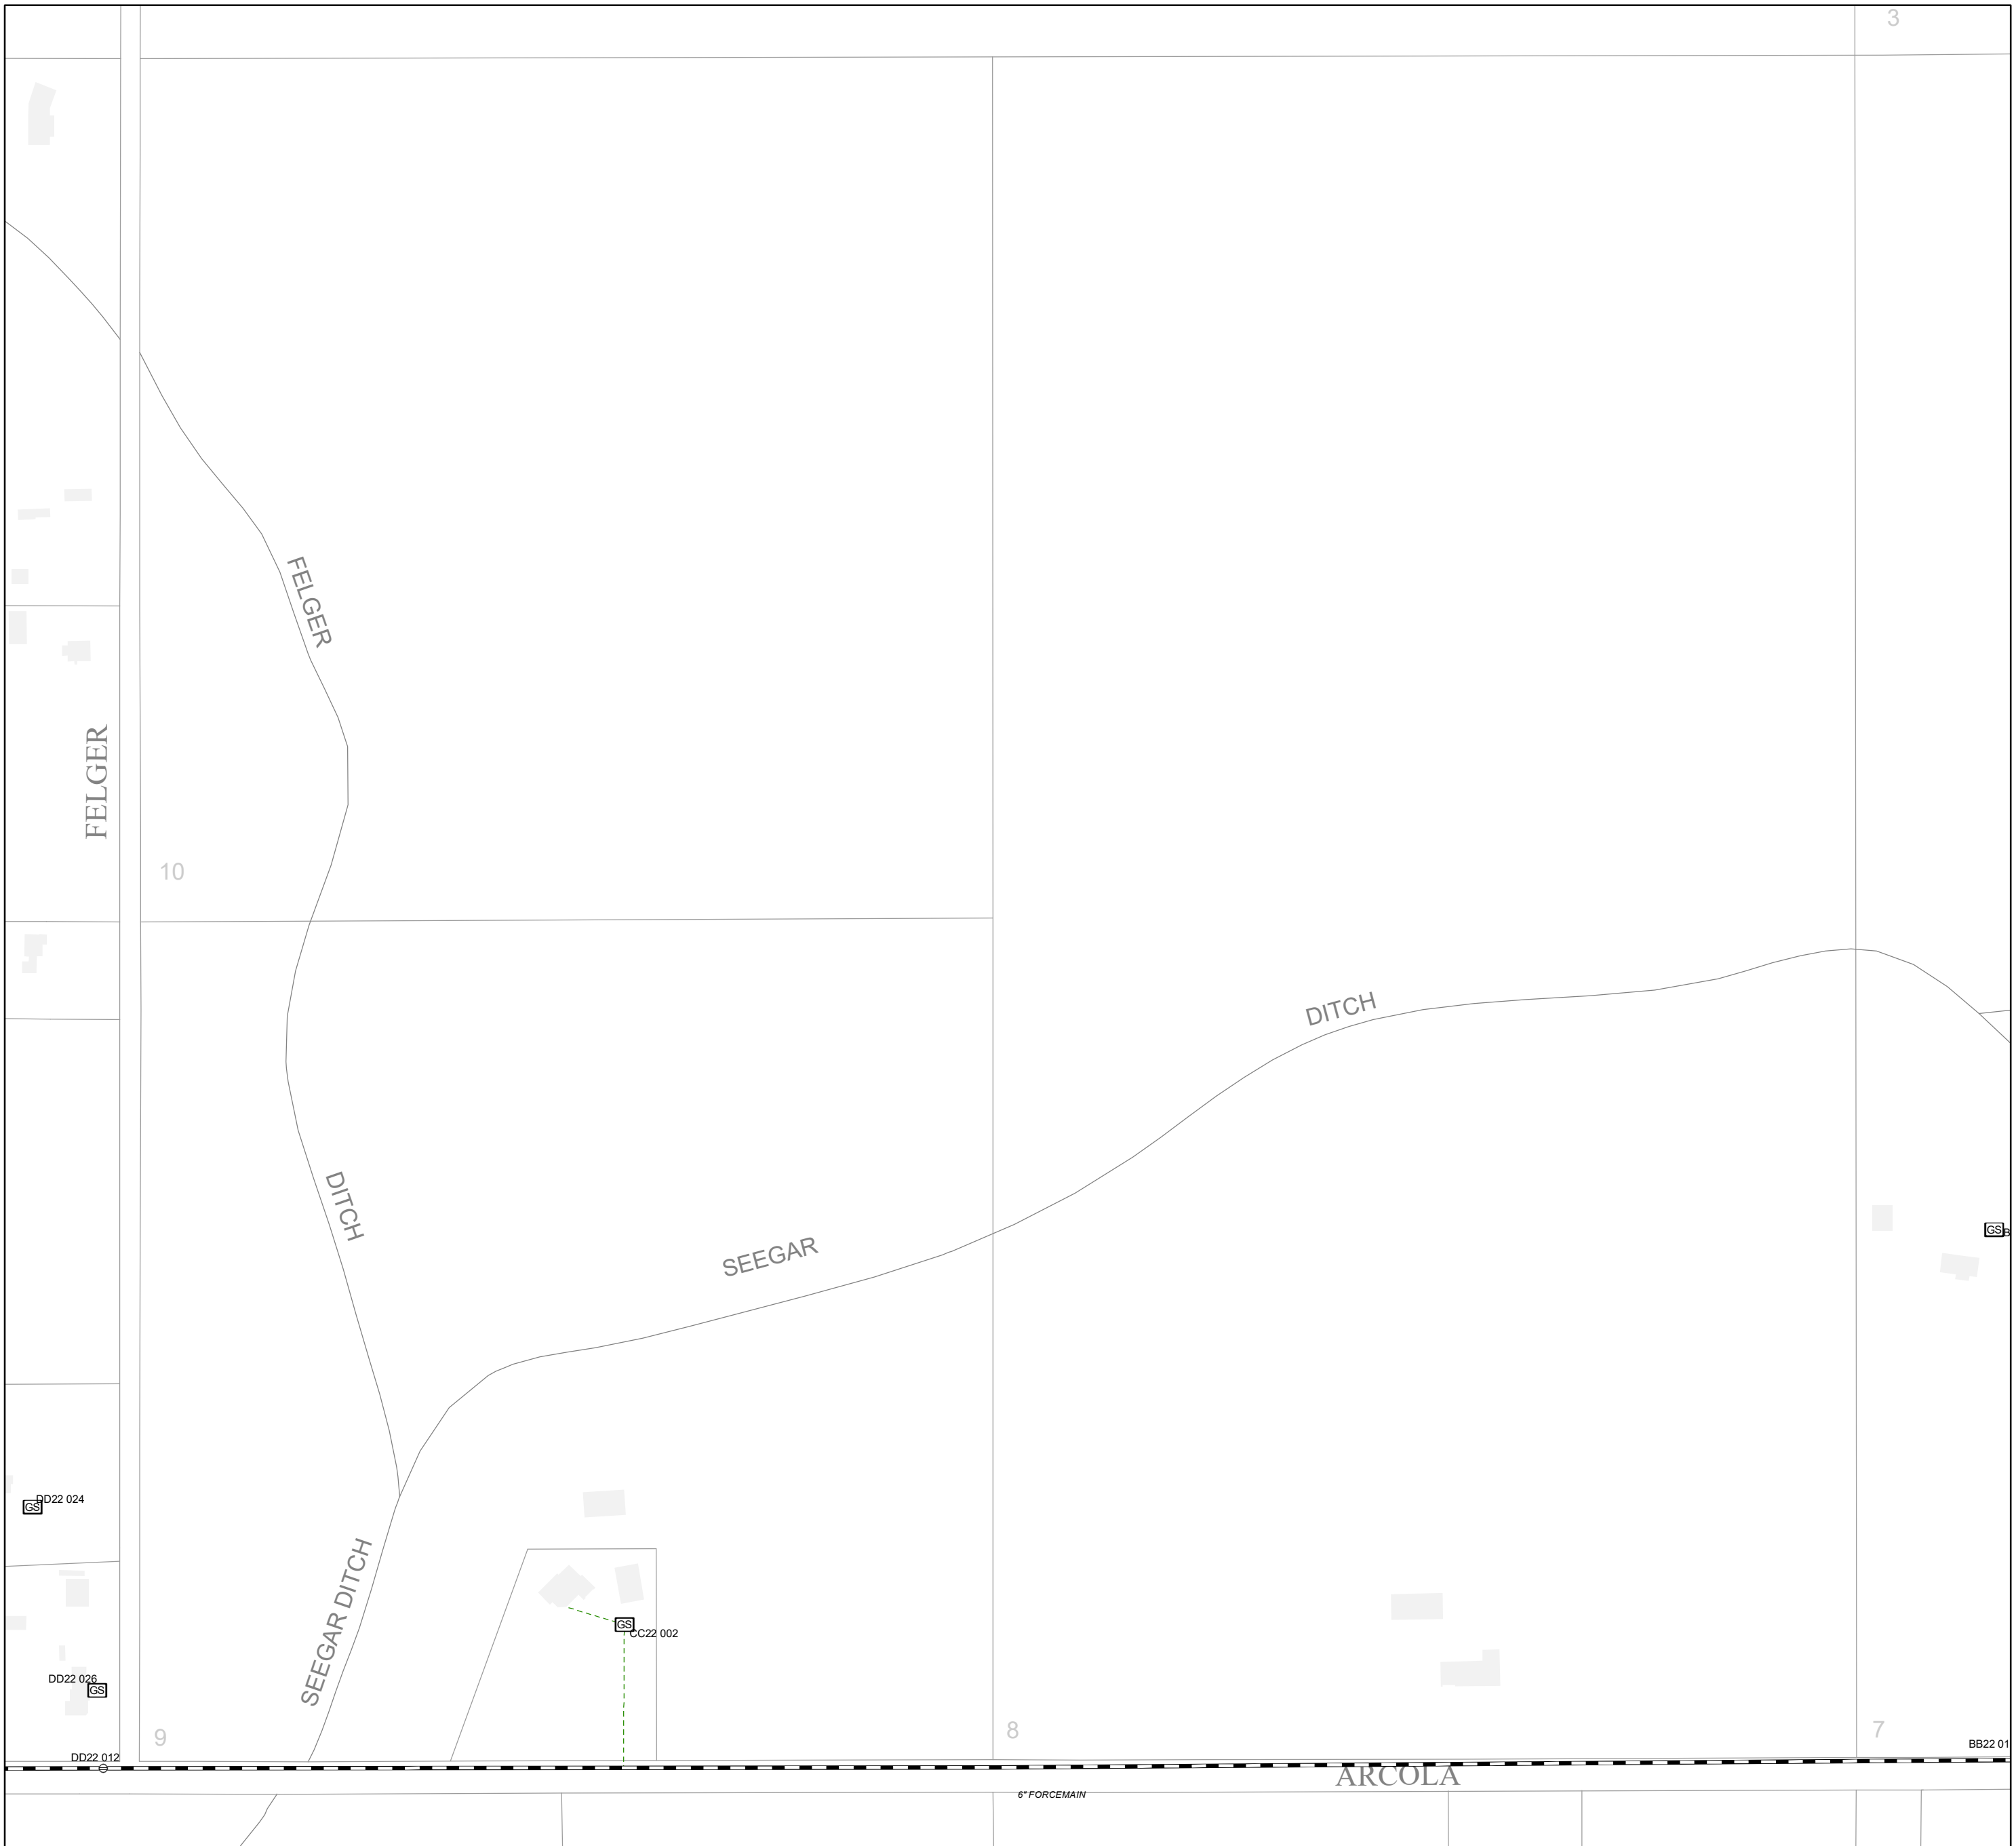 3
FELGER
FELGER
10
DITCH
DITCH
SEEGAR
GS B
DD22 024
GS
SEEGAR DITCH
GS
CC22 002
DD22 026
GS
9
8
7
DD22 012
BB22 01
ARCOLA
6" FORCEMAIN